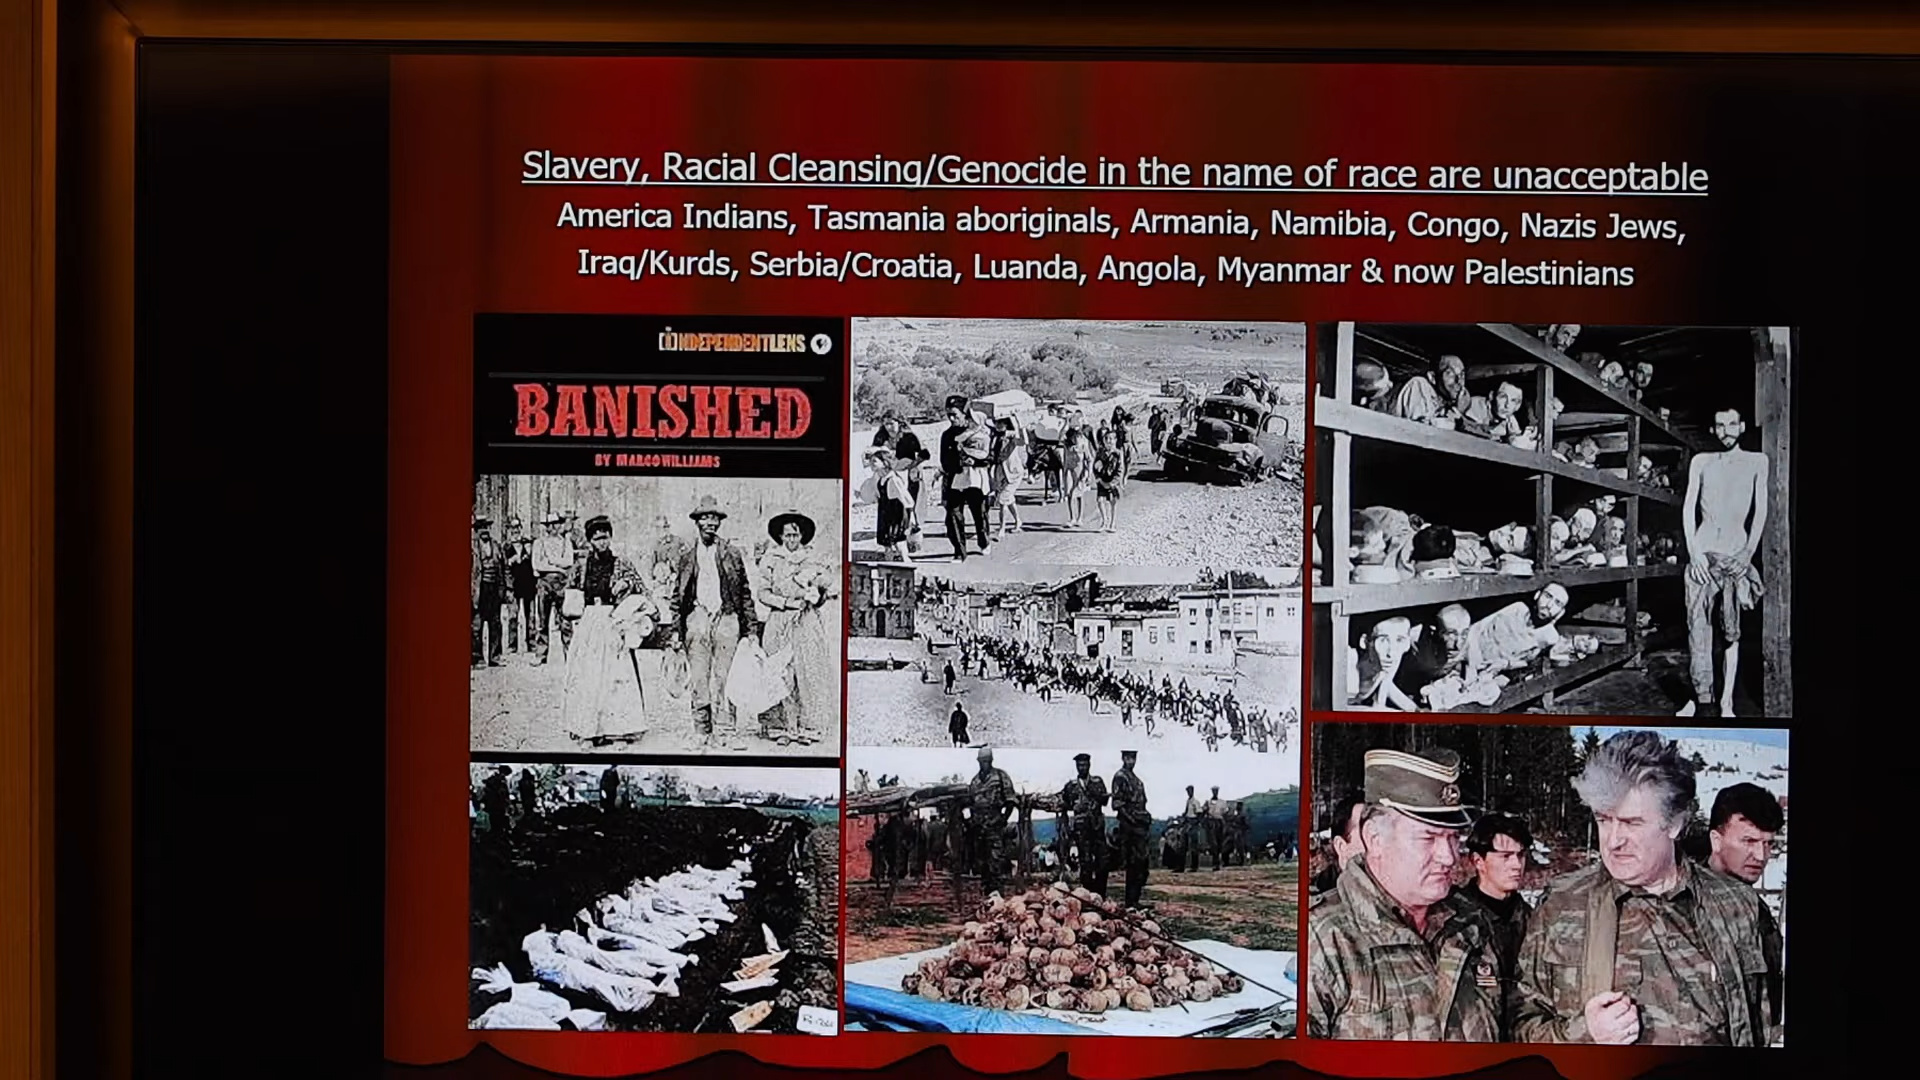 Slavery, Racial Cleansing/Genocide in the name of race are unacceptable
America Indians, Tasmania aboriginals, Armania, Namibia, Congo, Nazis Jews,
Iraq/Kurds, Serbia/Croatia, Luanda, Angola, Myanmar & now Palestinians
INDEPENDENTLENS
BANISHED
BY MARCO WILLIAMS